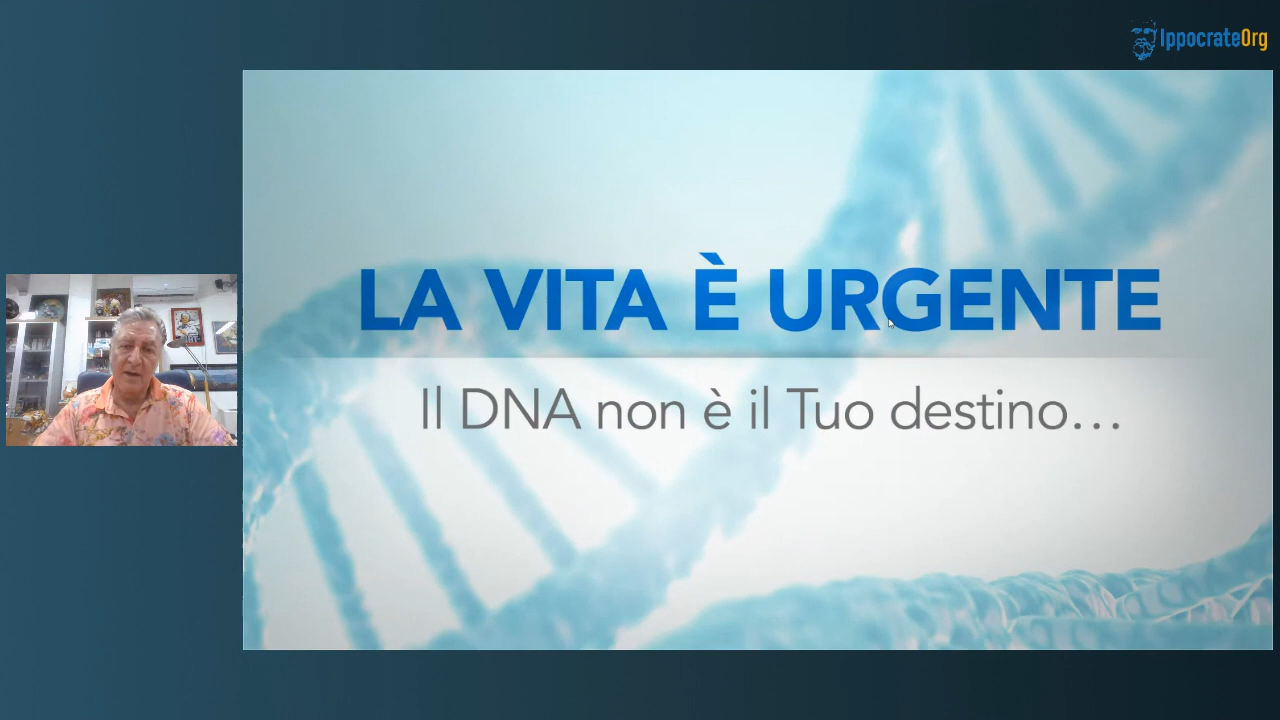 IppocrateOrg
LA VITA È URGENTE
Il DNA non è il Tuo destino...